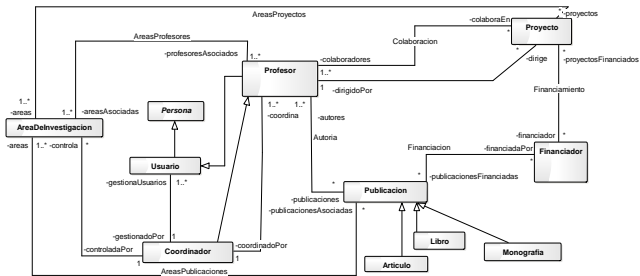 AreasProyectos
-colaboraEn
-proyectos
*
*
Proyecto
AreasProfesores
Colaboracion
-profesoresAsociados
1..*
-colaboradores
*
-dirige
*
-proyectosFinanciados
Profesor
1..*
1
-dirigidoPor
Financiamiento
1..*
-areas
1..*
-areasAsociadas
Persona
1..*
-coordina
1..*
-autores
AreaDeInvestigacion
Autoria
Financiacion
-financiador
*
-areas
1..*
-controla
*
Usuario
-financiadaPor
*
Financiador
-gestionaUsuarios
1..*
*
-publicacionesFinanciadas
Publicacion
-publicaciones
*
-publicacionesAsociadas
*
-gestionadoPor
1
-coordinadoPor
Libro
-controladaPor
1
Coordinador
1
Monografia
Articulo
AreasPublicaciones